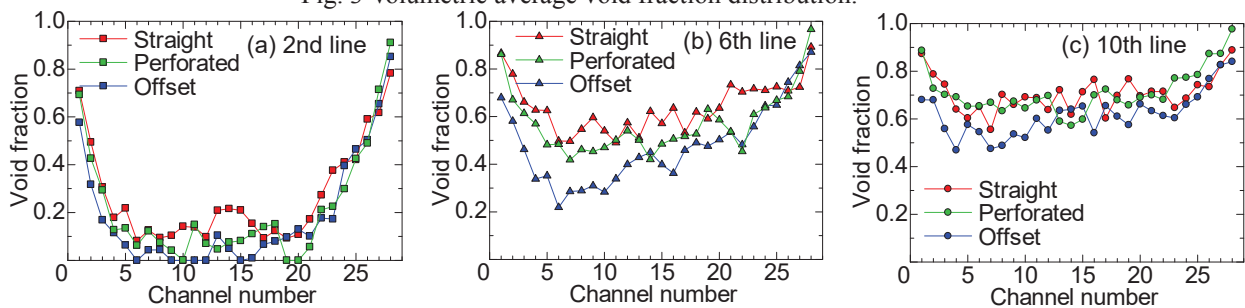 Fig. 5 Volumetric average void fraction distribution.
1.0
0.8
0.6
0.4
0.2
0
5
10
15
20
25
Void fraction
Channel number
Straight
Perforated
Offset
(a) 2nd line
1.0
0.8
0.6
0.4
0.2
0
5
10
15
20
25
Void fraction
Channel number
Straight
Perforated
Offset
(b) 6th line
1.0
0.8
0.6
0.4
0.2
0
5
10
15
20
25
Void fraction
Channel number
(c) 10th line
Straight
Perforated
Offset